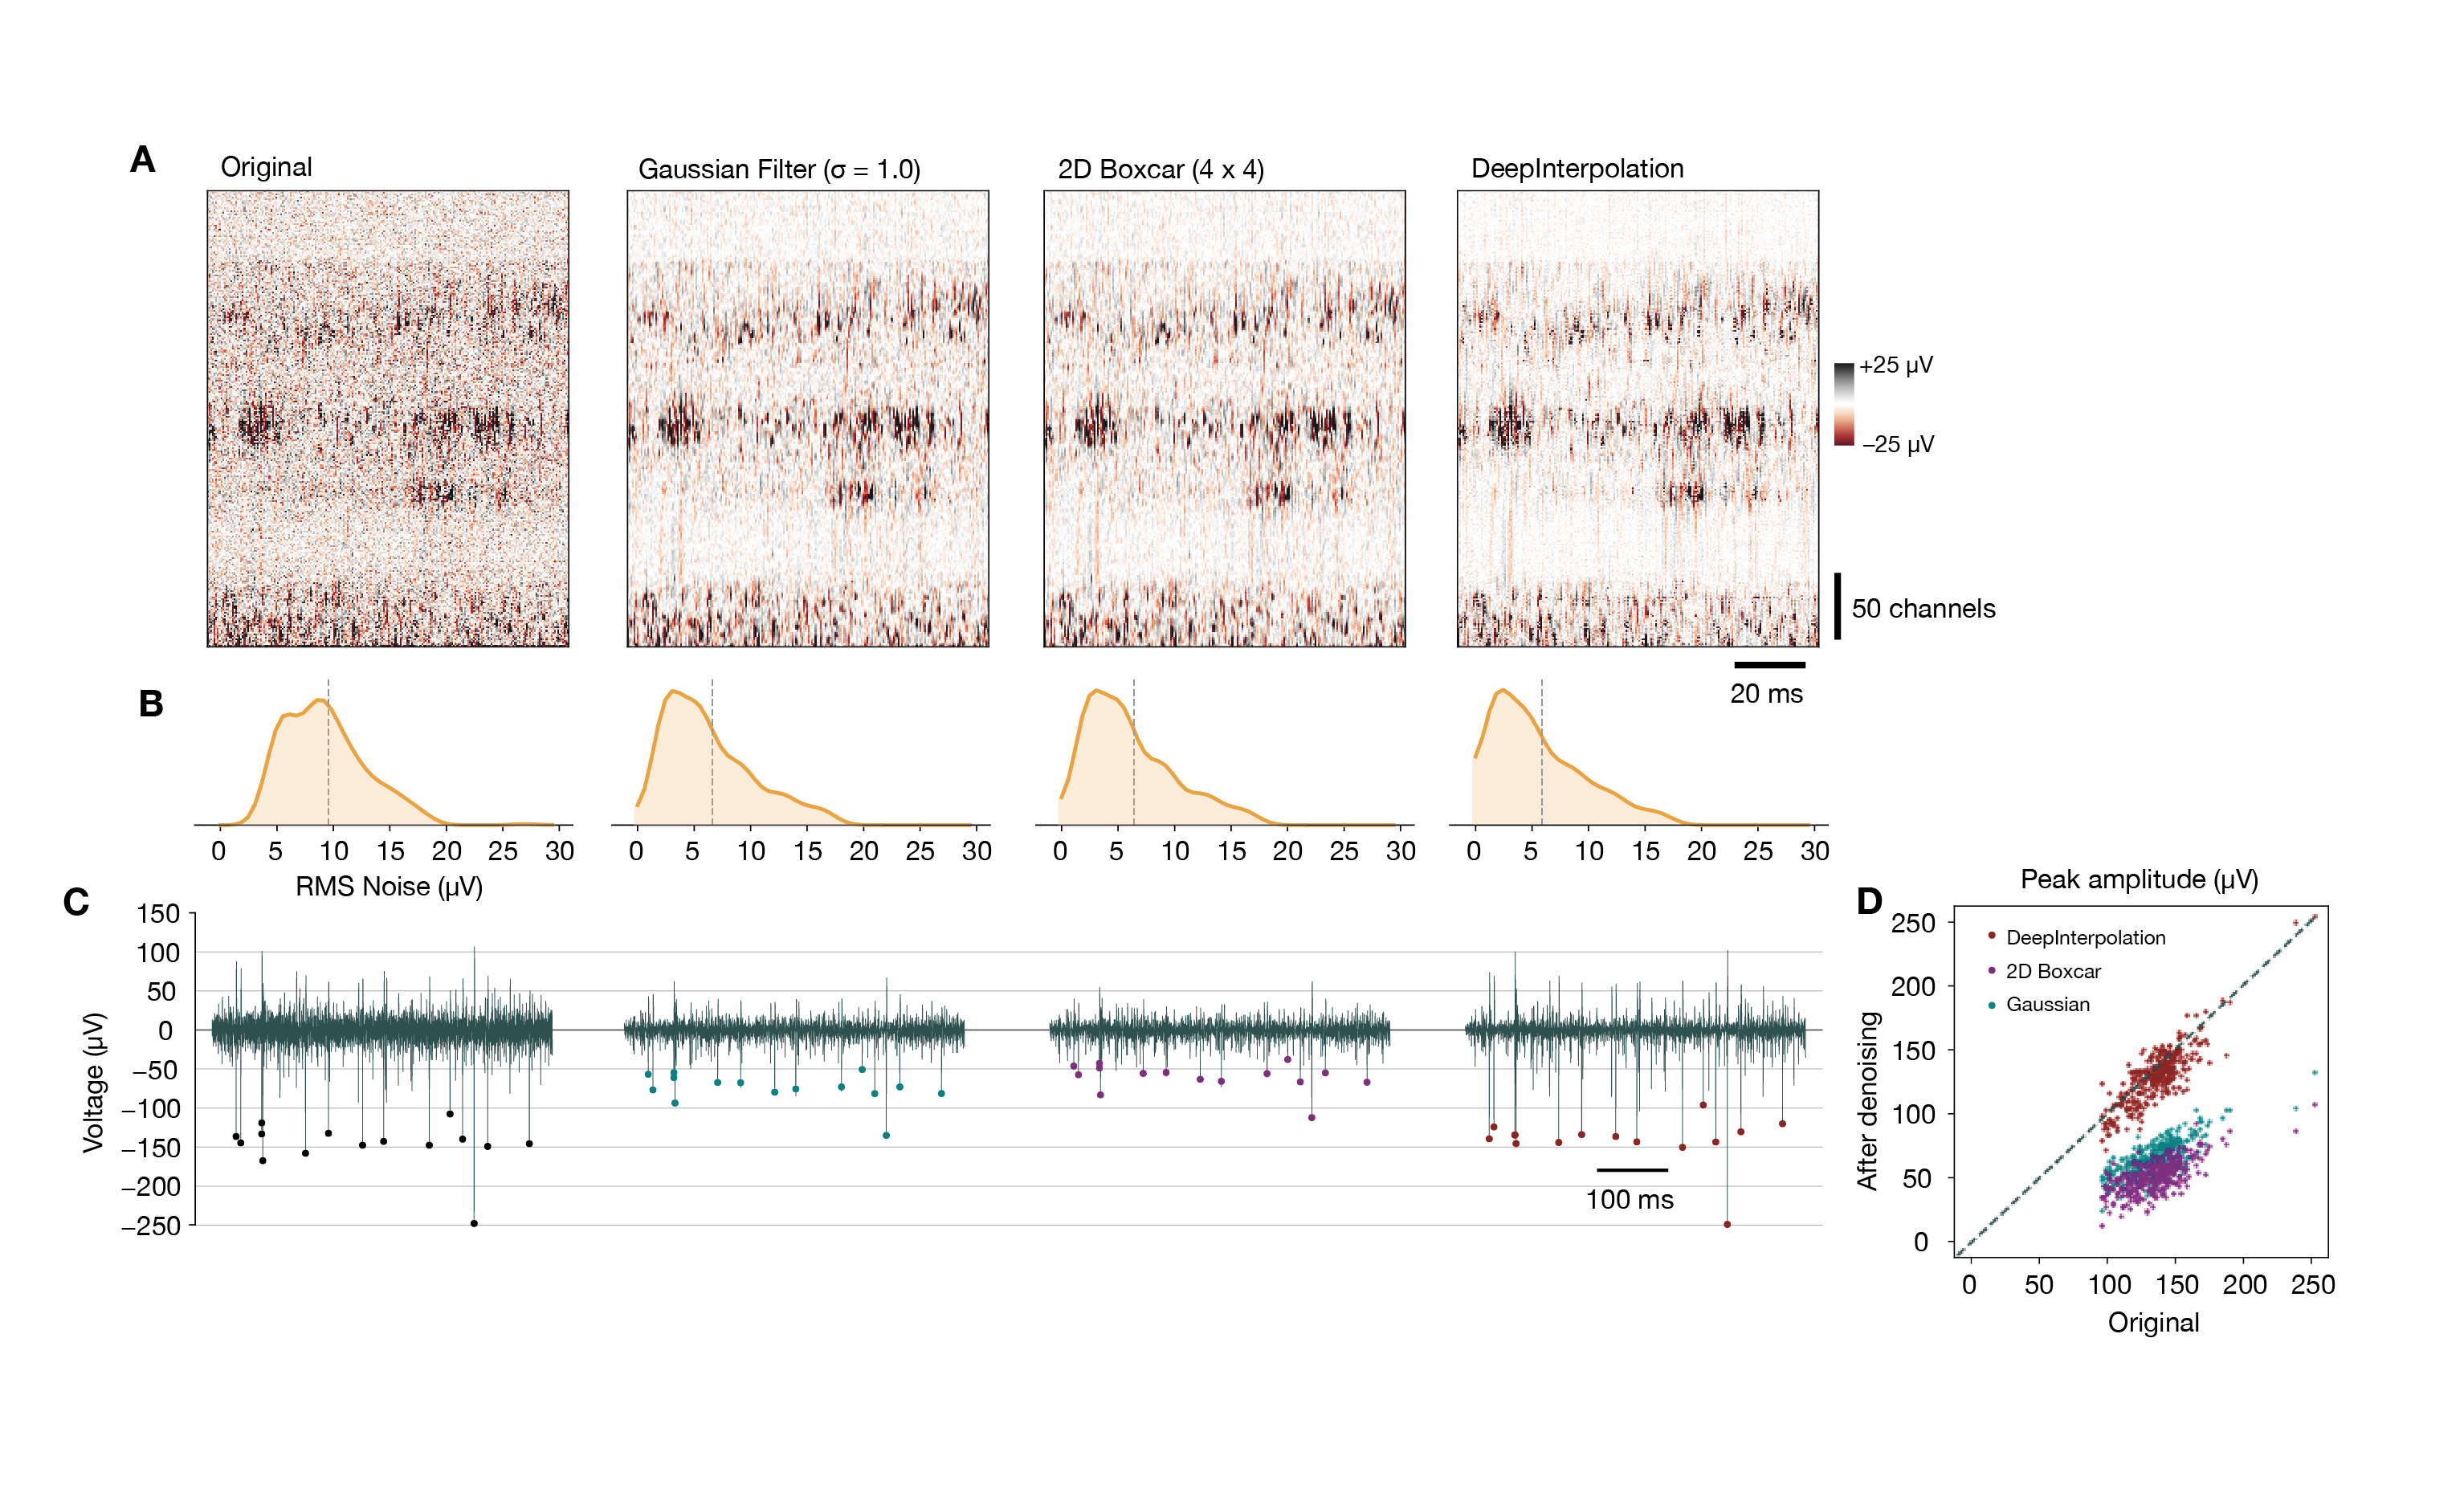 A
Original
Gaussian Filter (σ = 1.0)
2D Boxcar (4 x 4)
DeepInterpolation
+25 µV
−25 µV
50 channels
20 ms
B
0 5 10 15 20 25 30
0 5 10 15 20 25 30
0 5 10 15 20 25 30
0 5 10 15 20 25 30
RMS Noise (µV)
C
Voltage (µV)
150
100
50
0
−50
−100
−150
−200
−250
100 ms
D
Peak amplitude (µV)
After denoising
250
200
150
100
50
0
DeepInterpolation
2D Boxcar
Gaussian
0 50 100 150 200 250
Original